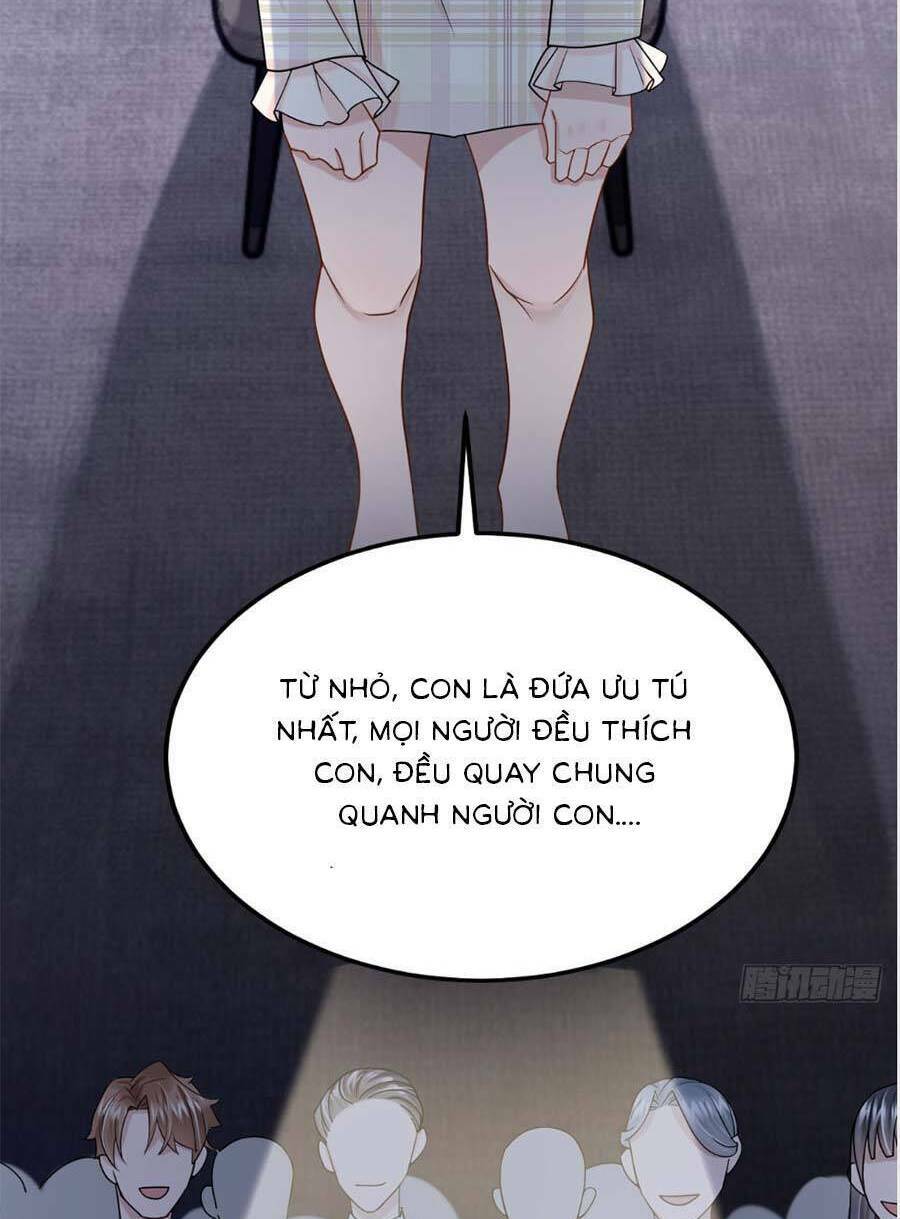 TỪ NHỎ, CON LÀ ĐỨA ƯU TÚ
NHẤT, MỌI NGƯỜI ĐỀU THÍCH
CON, ĐỀU QUAY CHUNG
QUANH NGƯỜI CON....
腾讯动漫